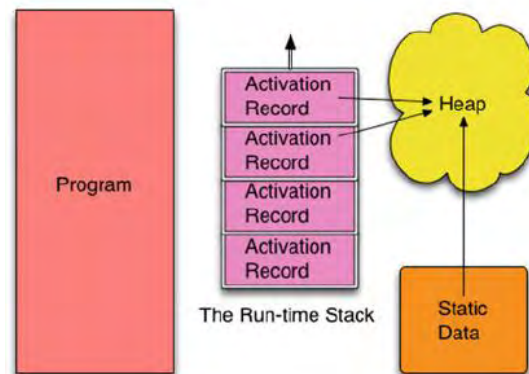 Program
Activation
Record
Activation
Record
Activation
Record
Activation
Record
The Run-time Stack
Heap
Static
Data